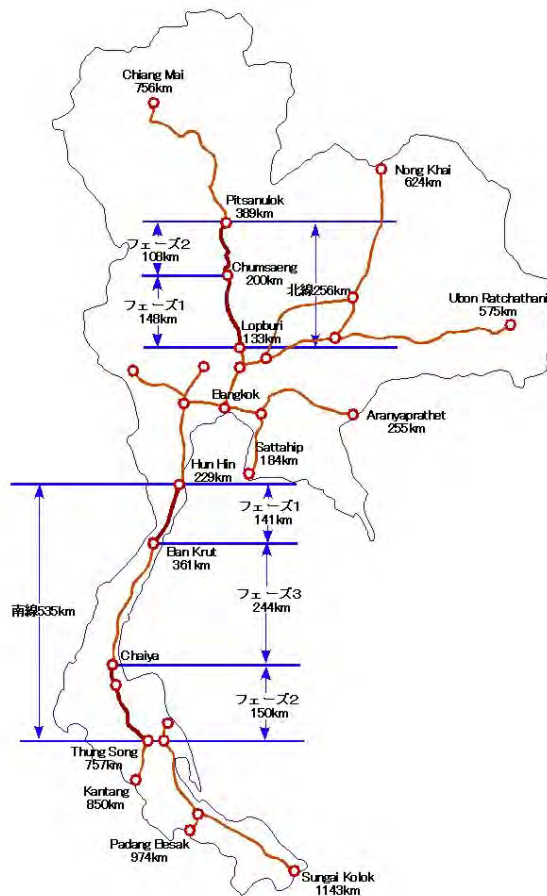 Chiang Mai
756km
Nong Khai
624km
Pitsanulok
389km
フェーズ2
108km
Chumsaeng
200km
北線256km
フェーズ1
148km
Lopburi
133km
Ubon Ratchathani
575km
Bangkok
Aranyaprathet
255km
Sattahip
184km
Hun Hin
229km
フェーズ1
141km
Ban Krut
361km
フェーズ3
244km
南線535km
Chaiya
フェーズ2
150km
Thung Song
757km
Kantang
850km
Padang Besak
974km
Sungai Kolok
1143km